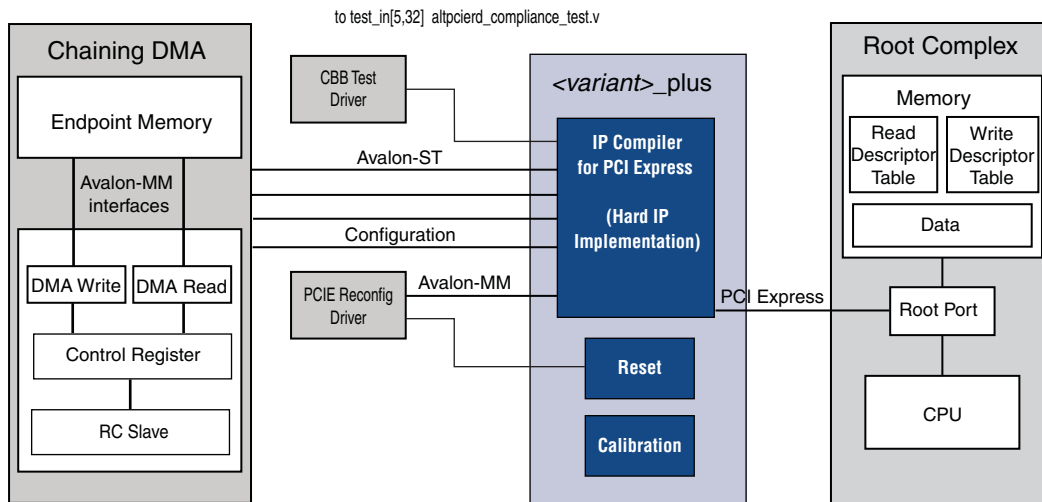 to test_in[5,32] altpcierd_compliance_test.v
Chaining DMA
Endpoint Memory
Avalon-MM
interfaces
DMA Write
DMA Read
Control Register
RC Slave
CBB Test
Driver
Avalon-ST
Configuration
PCIE Reconfig
Driver
Avalon-MM
<variant>_plus
IP Compiler
for PCI Express
(Hard IP
Implementation)
Reset
Calibration
PCI Express
Root Complex
Memory
Read
Descriptor
Table
Write
Descriptor
Table
Data
Root Port
CPU